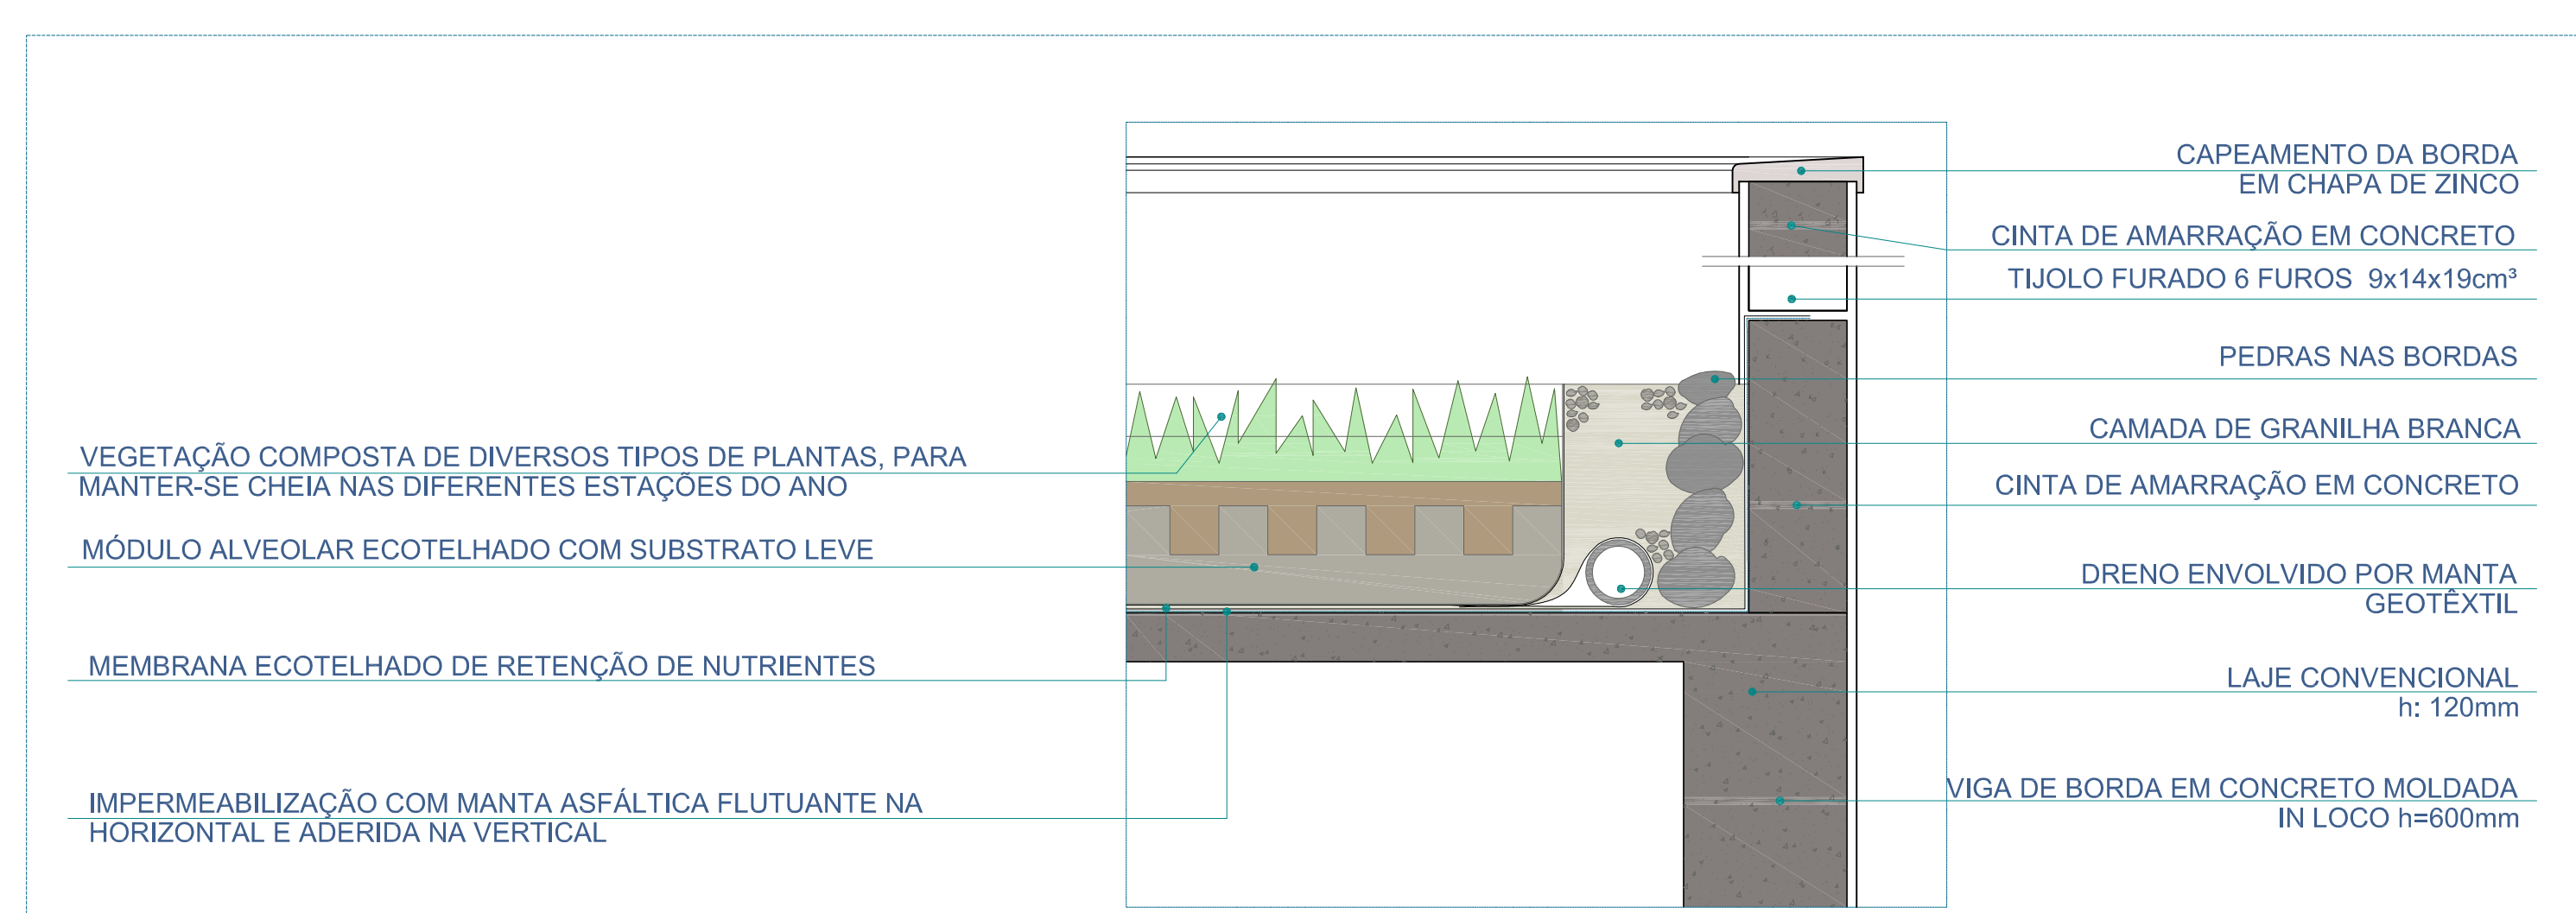 VEGETAÇÃO COMPOSTA DE DIVERSOS TIPOS DE PLANTAS, PARA
MANTER-SE CHEIA NAS DIFERENTES ESTAÇÕES DO ANO
MÓDULO ALVEOLAR ECOTELHADO COM SUBSTRATO LEVE
MEMBRANA ECOTELHADO DE RETENÇÃO DE NUTRIENTES
IMPERMEABILIZAÇÃO COM MANTA ASFÁLTICA FLUTUANTE NA
HORIZONTAL E ADERIDA NA VERTICAL
CAPEAMENTO DA BORDA
EM CHAPA DE ZINCO
CINTA DE AMARRAÇÃO EM CONCRETO
TIJOLO FURADO 6 FUROS 9x14x19cm³
PEDRAS NAS BORDAS
CAMADA DE GRANILHA BRANCA
CINTA DE AMARRAÇÃO EM CONCRETO
DRENO ENVOLVIDO POR MANTA
GEOTÊXTIL
LAJE CONVENCIONAL
h: 120mm
VIGA DE BORDA EM CONCRETO MOLDADA
IN LOCO h=600mm